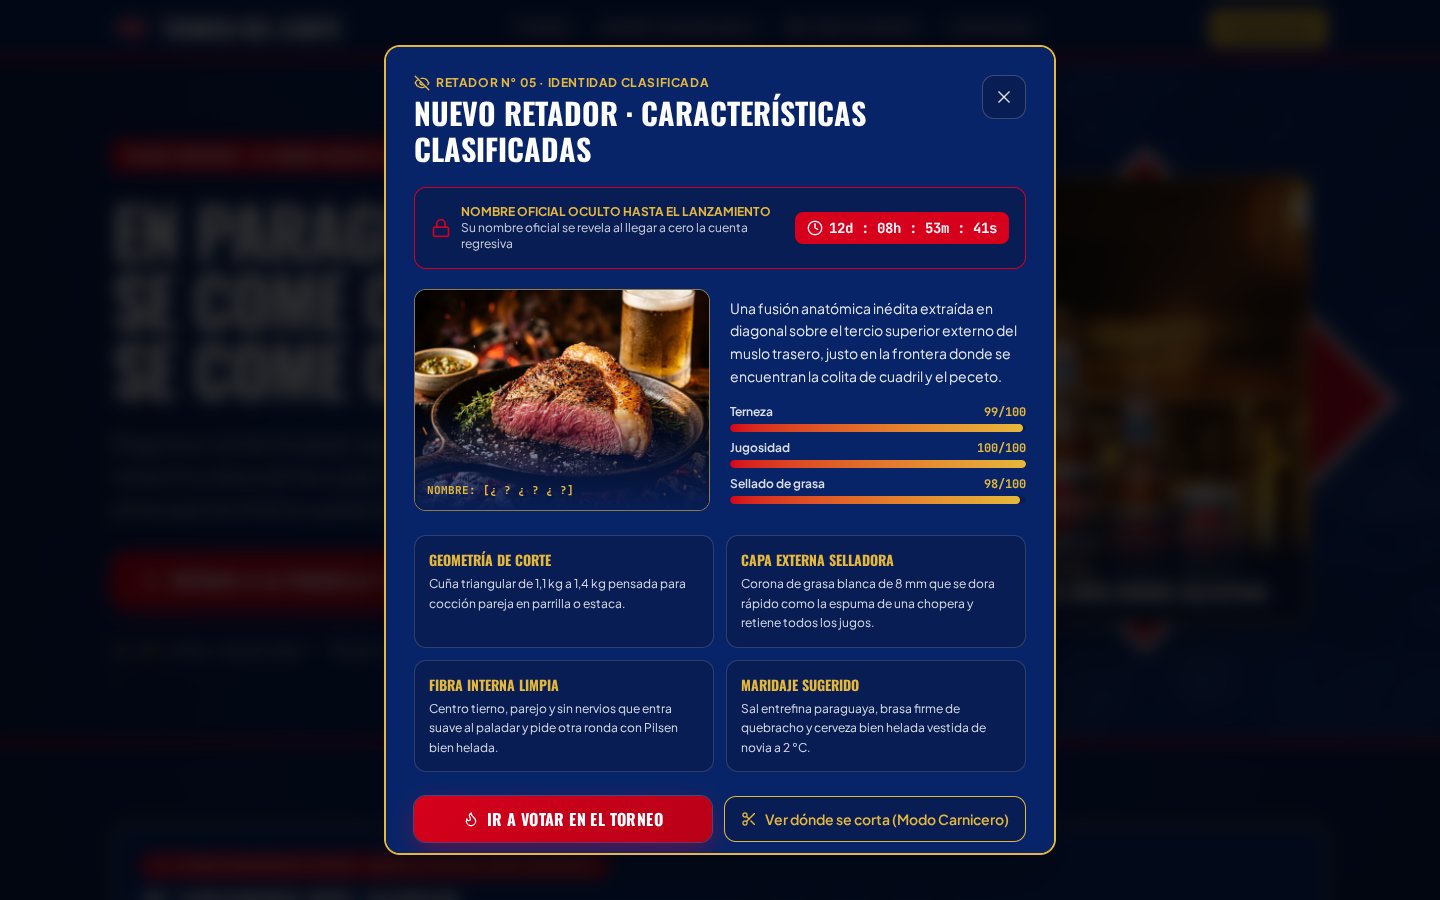 RETADOR N° 05 · IDENTIDAD CLASIFICADA
NUEVO RETADOR · CARACTERÍSTICAS
CLASIFICADAS
NOMBRE OFICIAL OCULTO HASTA EL LANZAMIENTO
Su nombre oficial se revela al llegar a cero la cuenta
regresiva
12d : 08h : 53m : 41s
NOMBRE: [¿ ? ¿ ? ¿ ?]
Una fusión anatómica inédita extraída en
diagonal sobre el tercio superior externo del
muslo trasero, justo en la frontera donde se
encuentran la colita de cuadril y el peceto.
Terneza 99/100
Jugosidad 100/100
Sellado de grasa 98/100
GEOMETRÍA DE CORTE
Cuña triangular de 1,1 kg a 1,4 kg pensada para
cocción pareja en parrilla o estaca.
CAPA EXTERNA SELLADORA
Corona de grasa blanca de 8 mm que se dora
rápido como la espuma de una chopera y
retiene todos los jugos.
FIBRA INTERNA LIMPIA
Centro tierno, parejo y sin nervios que entra
suave al paladar y pide otra ronda con Pilsen
bien helada.
MARIDAJE SUGERIDO
Sal entrefina paraguaya, brasa firme de
quebracho y cerveza bien helada vestida de
novia a 2 °C.
IR A VOTAR EN EL TORNEO
Ver dónde se corta (Modo Carnicero)
EN PARAG
SE COME
SE COME